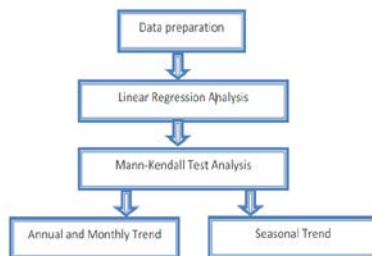 Data preparation
Linear Regression Analysis
Mann-Kendall Test Analysis
Annual and Monthly Trend
Seasonal Trend